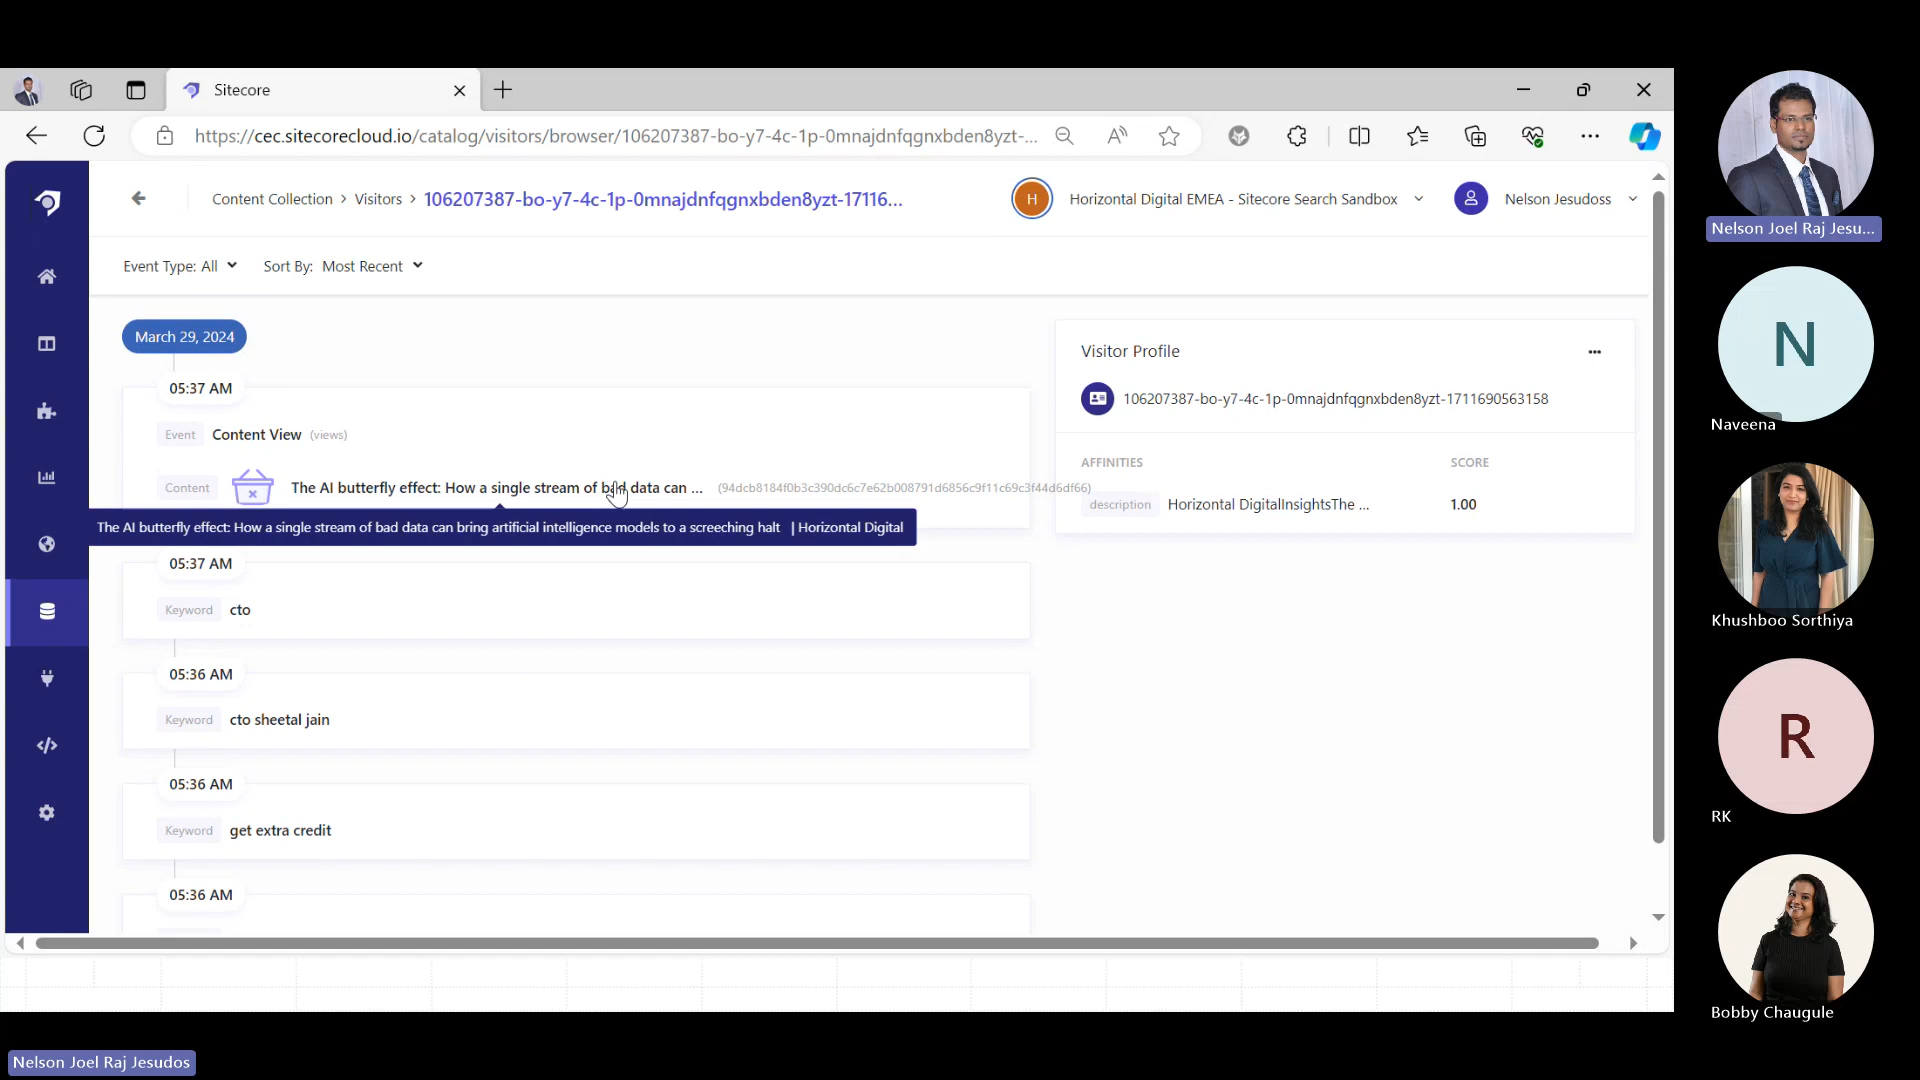 Sitecore
https://cec.sitecorecloud.io/catalog/visitors/browser/106207387-bo-y7-4c-1p-0mnajdnfqgnxbden8yzt-...
Content Collection > Visitors > 106207387-bo-y7-4c-1p-0mnajdnfqgnxbden8yzt-17116...
H Horizontal Digital EMEA - Sitecore Search Sandbox
Nelson Jesudoss
Event Type: All
Sort By: Most Recent
March 29, 2024
05:37 AM
Event Content View (views)
Content The AI butterfly effect: How a single stream of bad data can ... (94dcb8184f0b3c390dc6c7e62b008791d6856c9f11c69c3f44d6df66)
The AI butterfly effect: How a single stream of bad data can bring artificial intelligence models to a screeching halt | Horizontal Digital
05:37 AM
Keyword cto
05:36 AM
Keyword cto sheetal jain
05:36 AM
Keyword get extra credit
05:36 AM
Visitor Profile
106207387-bo-y7-4c-1p-0mnajdnfqgnxbden8yzt-1711690563158
AFFINITIES SCORE
description Horizontal DigitalInsightsThe ... 1.00
Nelson Joel Raj Jesu...
N
Naveena
Khushboo Sorthiya
R
RK
Bobby Chaugule
Nelson Joel Raj Jesudos